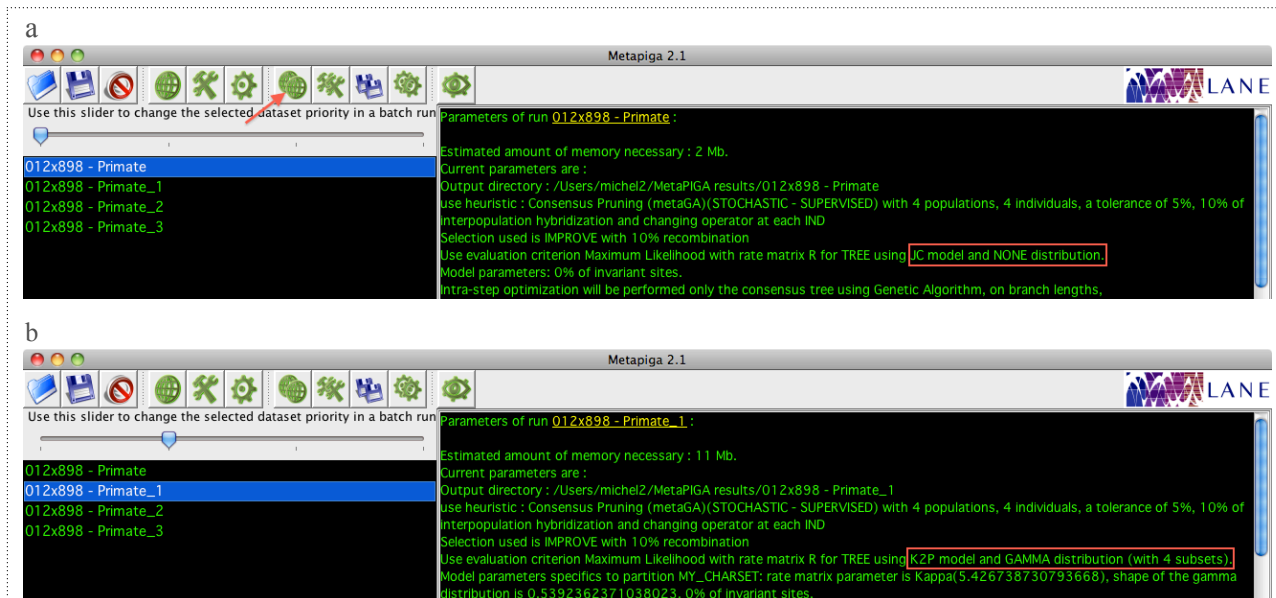 a
Metapiga 2.1
LANE
Use this slider to change the selected dataset priority in a batch run
012x898 - Primate
012x898 - Primate_1
012x898 - Primate_2
012x898 - Primate_3
Parameters of run 012x898 - Primate :
Estimated amount of memory necessary : 2 Mb.
Current parameters are :
Output directory : /Users/michel2/MetaPIGA results/012x898 - Primate
use heuristic : Consensus Pruning (metaGA)(STOCHASTIC - SUPERVISED) with 4 populations, 4 individuals, a tolerance of 5%, 10% of
interpopulation hybridization and changing operator at each IND
Selection used is IMPROVE with 10% recombination
Use evaluation criterion Maximum Likelihood with rate matrix R for TREE using JC model and NONE distribution.
Model parameters: 0% of invariant sites.
Intra-step optimization will be performed only the consensus tree using Genetic Algorithm, on branch lengths,
b
Metapiga 2.1
LANE
Use this slider to change the selected dataset priority in a batch run
012x898 - Primate
012x898 - Primate_1
012x898 - Primate_2
012x898 - Primate_3
Parameters of run 012x898 - Primate_1 :
Estimated amount of memory necessary : 11 Mb.
Current parameters are :
Output directory : /Users/michel2/MetaPIGA results/012x898 - Primate_1
use heuristic : Consensus Pruning (metaGA)(STOCHASTIC - SUPERVISED) with 4 populations, 4 individuals, a tolerance of 5%, 10% of
interpopulation hybridization and changing operator at each IND
Selection used is IMPROVE with 10% recombination
Use evaluation criterion Maximum Likelihood with rate matrix R for TREE using K2P model and GAMMA distribution (with 4 subsets).
Model parameters specifics to partition MY_CHARSET: rate matrix parameter is Kappa(5.426738730793668), shape of the gamma
distribution is 0.5392362371038023, 0% of invariant sites.